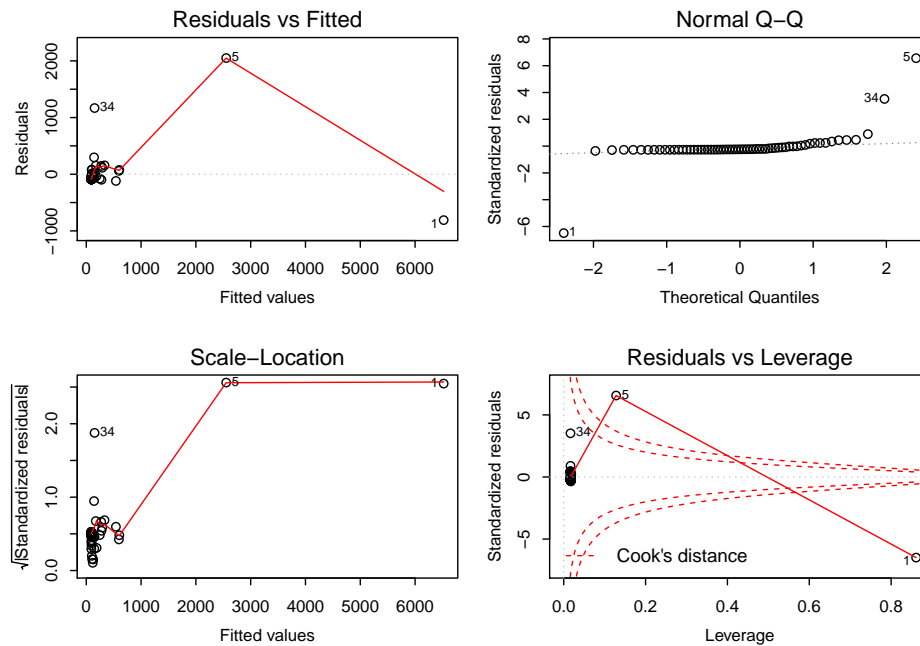 Residuals vs Fitted
Residuals
2000
1000
0
−1000
5
34
1
0 1000 2000 3000 4000 5000 6000
Fitted values
Normal Q−Q
Standardized residuals
8
6
4
2
0
−2
−6
5
34
1
−2 −1 0 1 2
Theoretical Quantiles
Scale−Location
√|Standardized residuals|
2.0
1.0
0.0
5
1
34
0 1000 2000 3000 4000 5000 6000
Fitted values
Residuals vs Leverage
Standardized residuals
5
0
−5
5
34
1
Cook's distance
0.0 0.2 0.4 0.6 0.8
Leverage